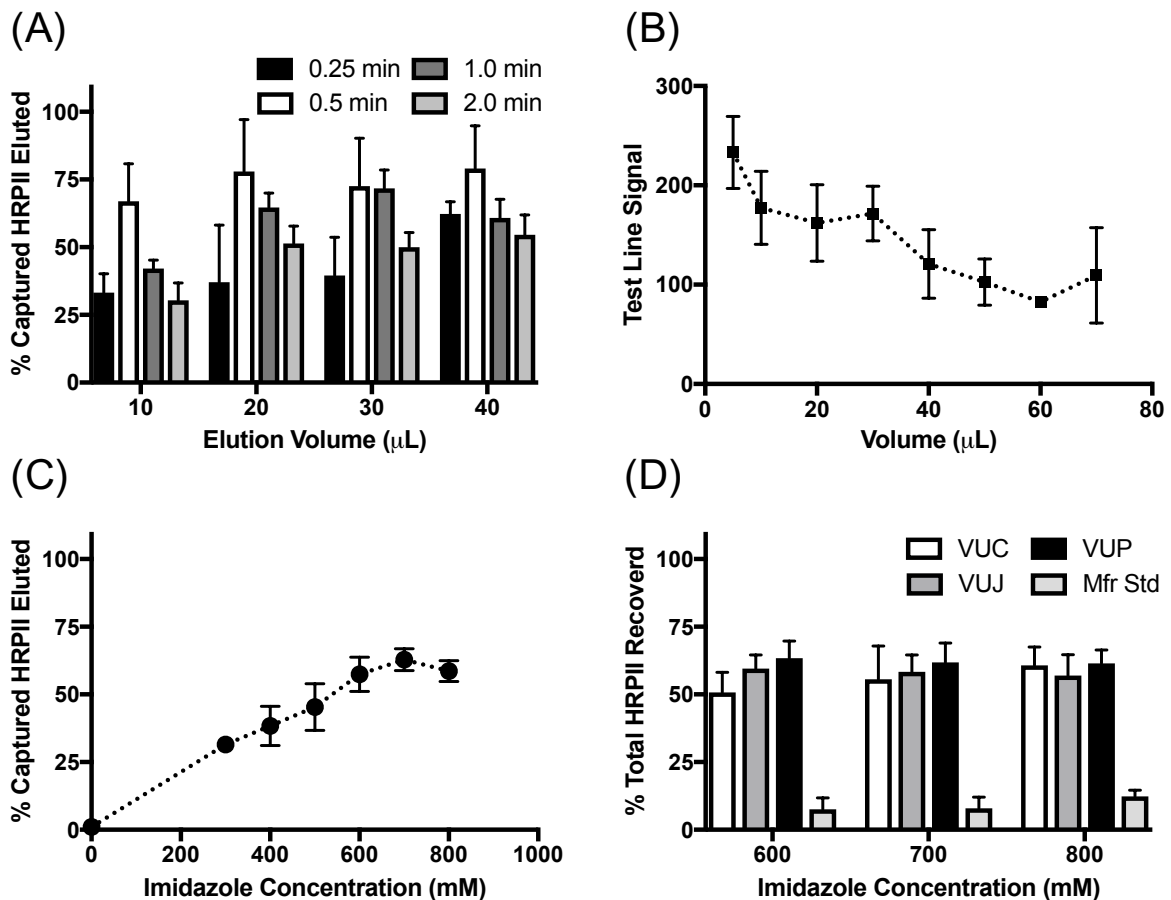 (A)
0.25 min
1.0 min
0.5 min
2.0 min
% Captured HRPII Eluted
100
75
50
25
0
10 20 30 40
Elution Volume (μL)
(B)
Test Line Signal
300
200
100
0
0 20 40 60 80
Volume (μL)
(C)
% Captured HRPII Eluted
100
75
50
25
0
0 200 400 600 800 1000
Imidazole Concentration (mM)
(D)
VUC
VUP
VUJ
Mfr Std
% Total HRPII Recoverd
100
75
50
25
0
600 700 800
Imidazole Concentration (mM)